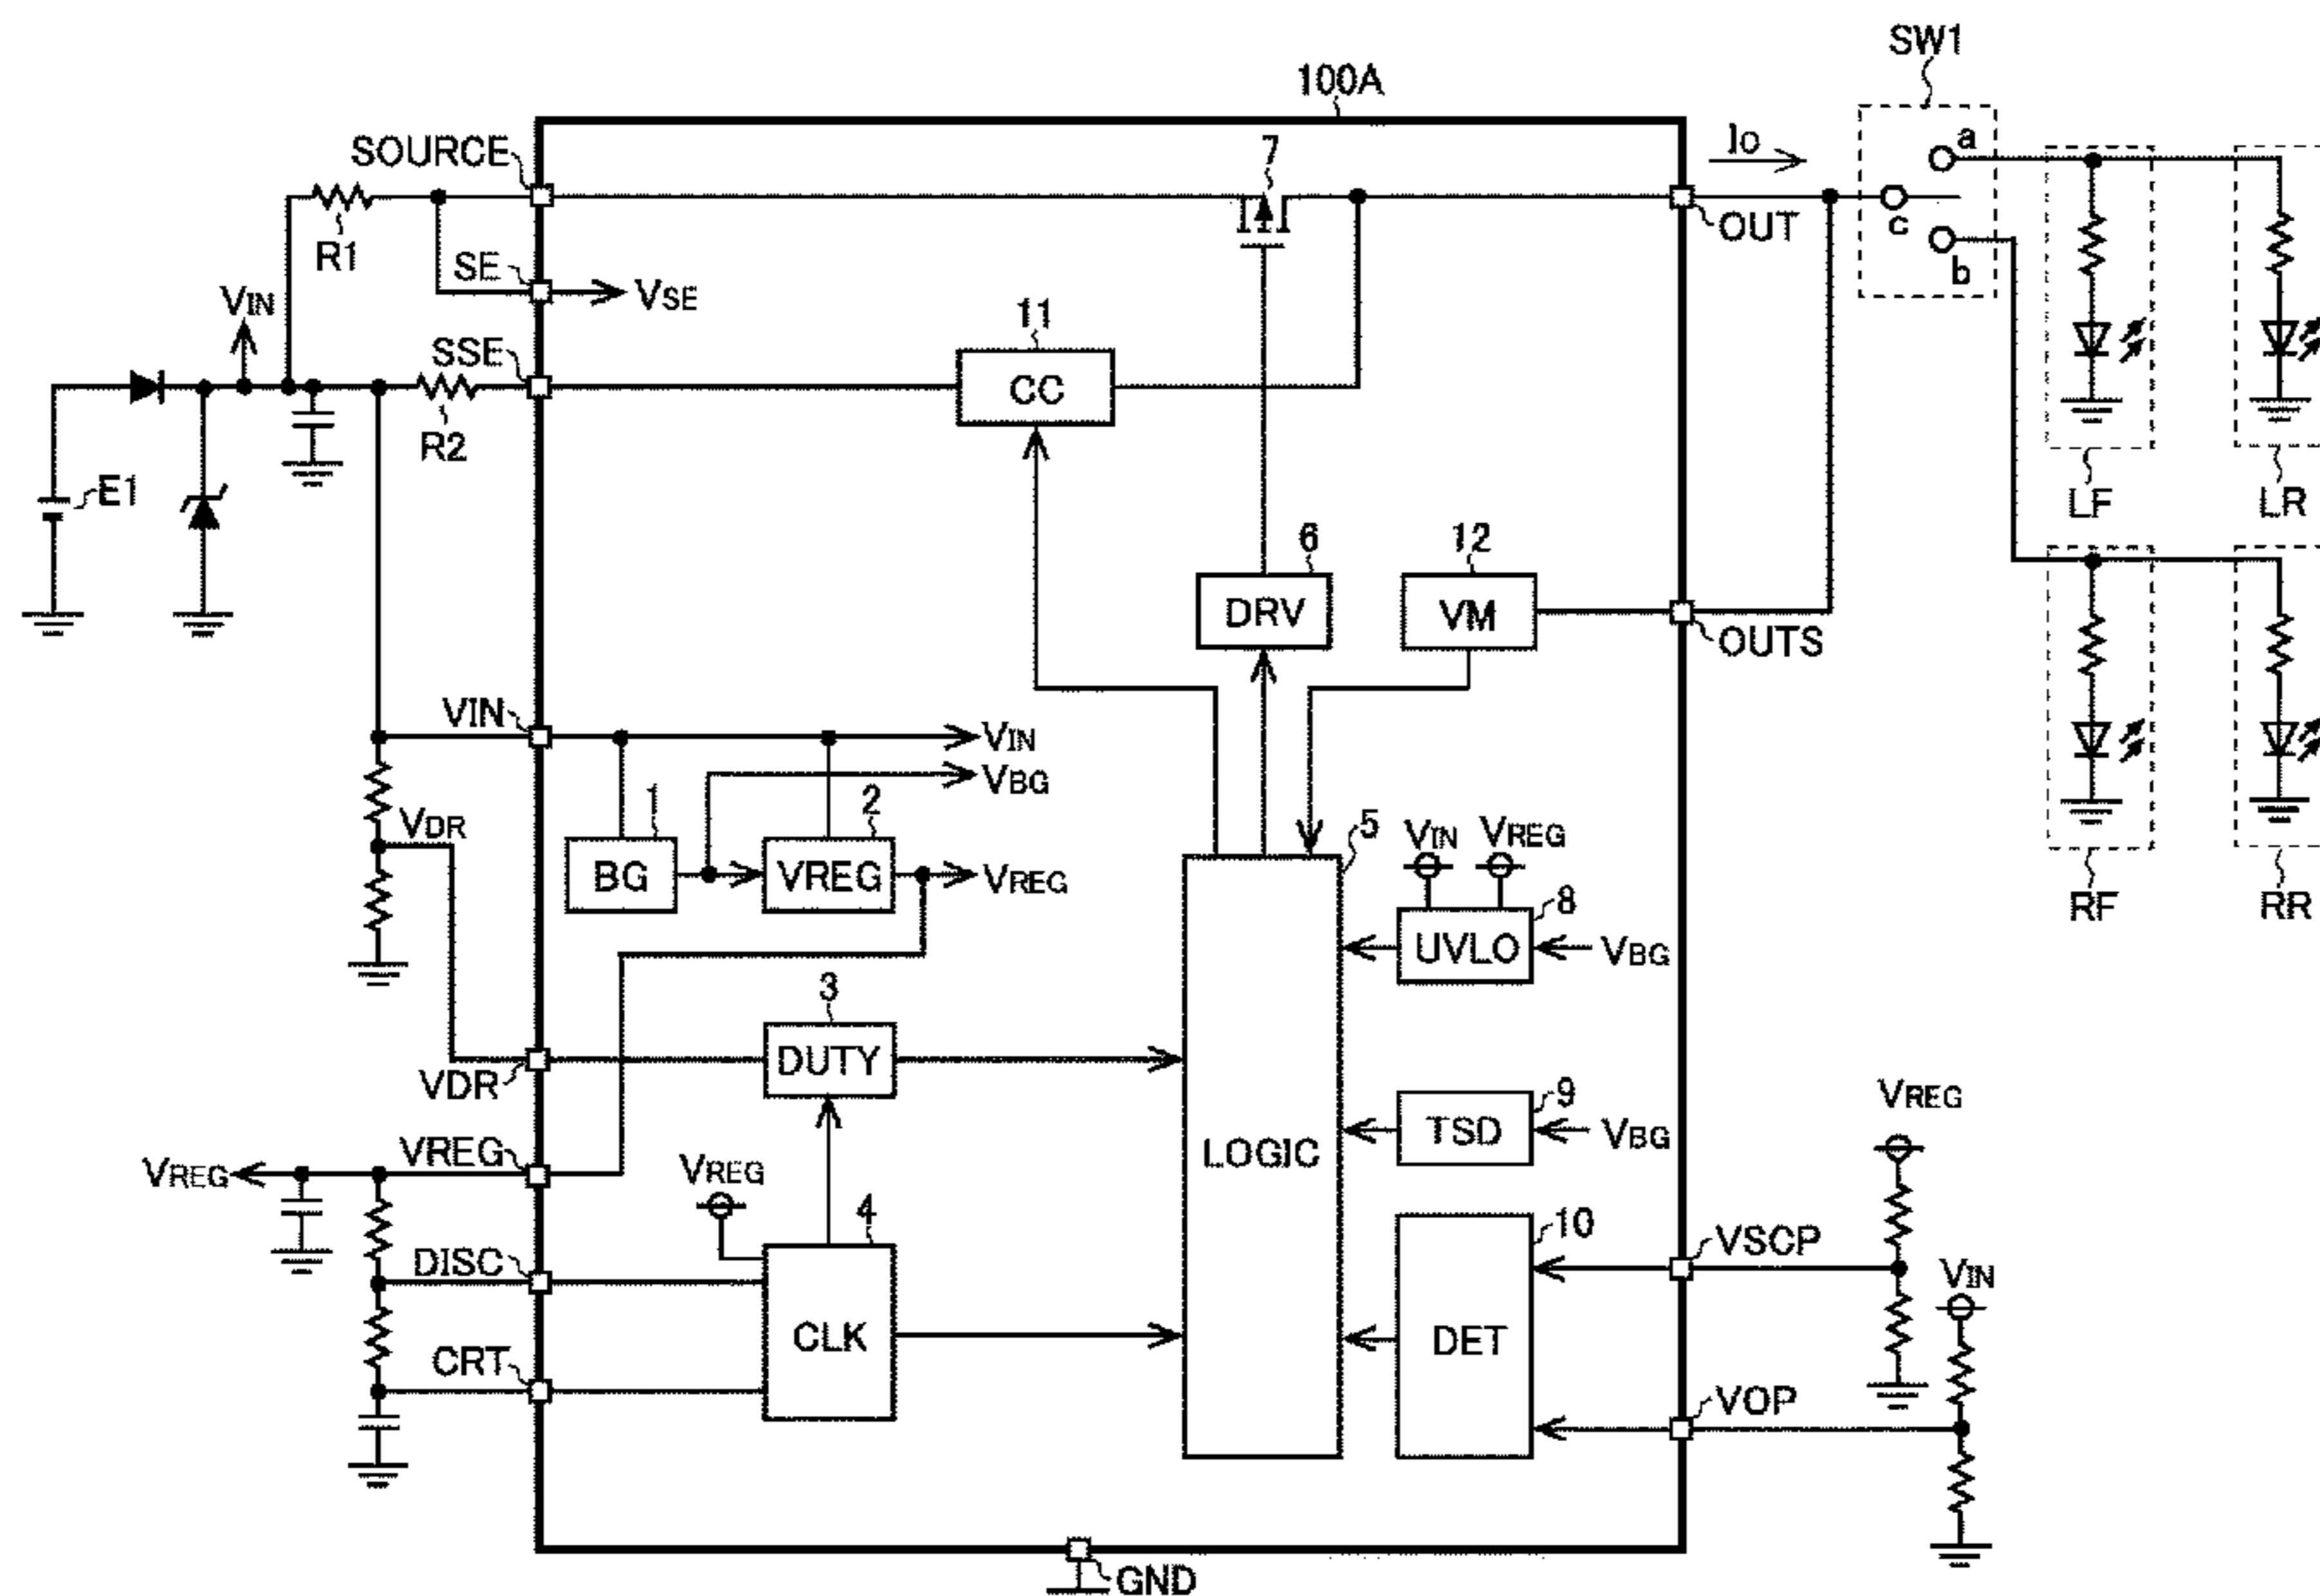 SW1
100A
SOURCE
7
Io
a
OUT
c
R1
SE
VSE
b
VIN
11
SSE
CC
R2
E1
LF
LR
6
12
DRV
VM
OUTS
VIN
VIN
VBG
1
2
VDR
5
VIN
VREG
BG
VREG
VREG
8
RF
RR
UVLO
VBG
3
DUTY
VDR
9
VREG
TSD
VBG
VREG
VREG
LOGIC
VREG
4
10
VSCP
DISC
VIN
CLK
DET
CRT
VOP
GND